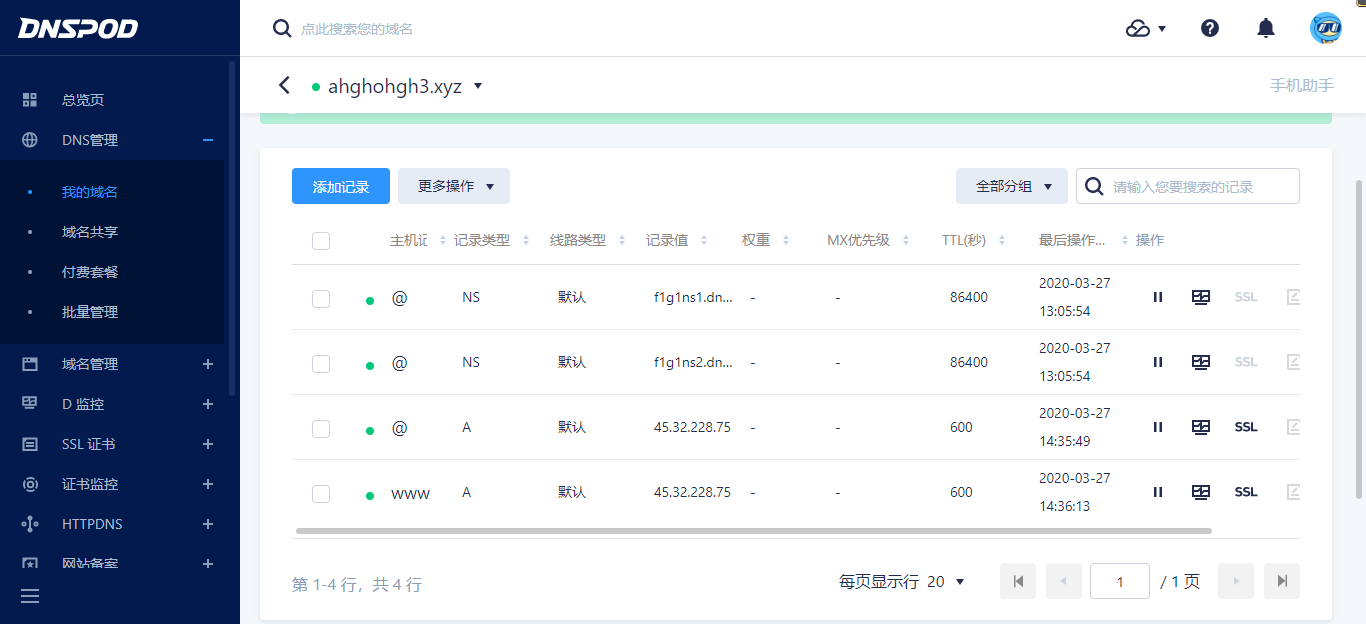 DNSPOD
点此搜索您的域名
ahghohgh3.xyz
手机助手
总览页
DNS管理
我的域名
域名共享
付费套餐
批量管理
域名管理
D 监控
SSL 证书
证书监控
HTTPDNS
网站备案
添加记录
更多操作
全部分组
请输入您要搜索的记录
主机记 记录类型 线路类型 记录值 权重 MX优先级 TTL(秒) 最后操作... 操作
@ NS 默认 f1g1ns1.dn... - - 86400 2020-03-27 13:05:54 SSL
@ NS 默认 f1g1ns2.dn... - - 86400 2020-03-27 13:05:54 SSL
@ A 默认 45.32.228.75 - - 600 2020-03-27 14:35:49 SSL
www A 默认 45.32.228.75 - - 600 2020-03-27 14:36:13 SSL
第 1-4 行，共 4 行
每页显示行 20
1 / 1 页